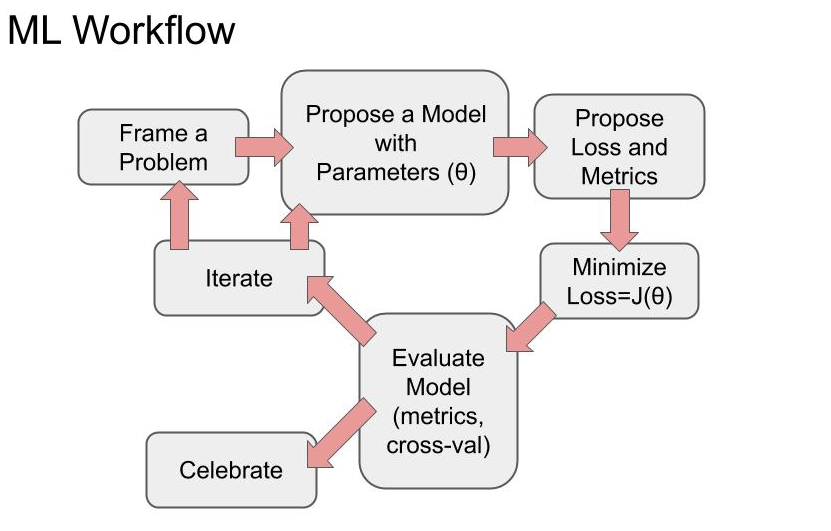 ML Workflow
Frame a
Problem
Propose a Model
with
Parameters (θ)
Propose
Loss and
Metrics
Minimize
Loss=J(θ)
Evaluate
Model
(metrics,
cross-val)
Iterate
Celebrate